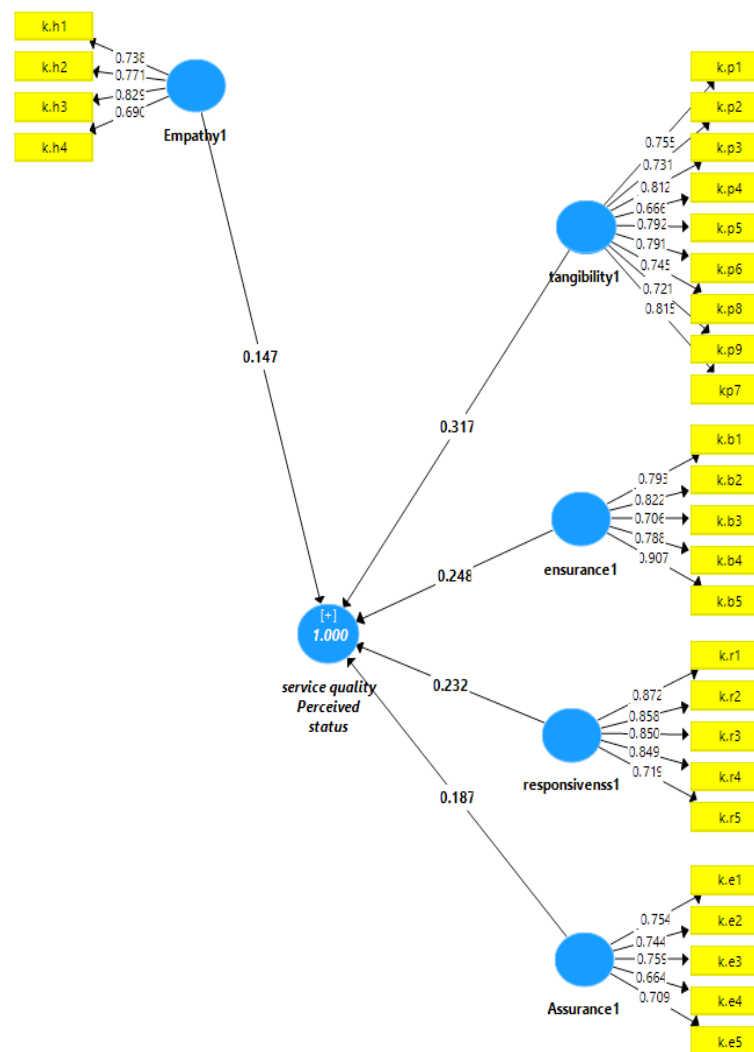 k.h1
k.h2
k.h3
k.h4
0.738
0.771
0.829
0.690
Empathy1
0.147
k.p1
k.p2
k.p3
k.p4
k.p5
k.p6
k.p8
k.p9
kp7
0.755
0.731
0.812
0.666
0.792
0.791
0.745
0.721
0.815
tangibility1
0.317
k.b1
k.b2
k.b3
k.b4
k.b5
0.793
0.822
0.706
0.788
0.907
ensurance1
0.248
[+]
1.000
service quality
Perceived
status
k.r1
k.r2
k.r3
k.r4
k.r5
0.872
0.858
0.850
0.849
0.719
responsivenss1
0.232
0.187
k.e1
k.e2
k.e3
k.e4
k.e5
0.754
0.744
0.759
0.664
0.709
Assurance1